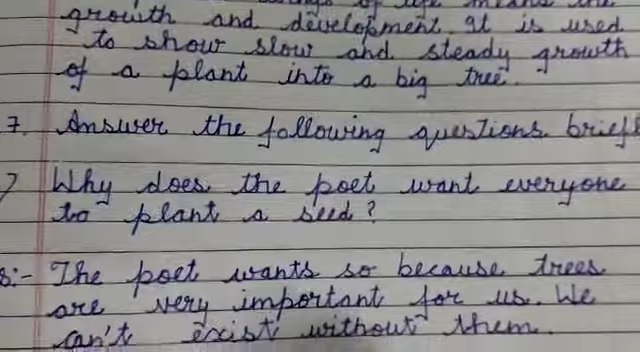 growth and development. It is used
to show slow and steady growth
of a plant into a big tree.
7. Answer the following questions
Why does the poet want everyone
to plant a seed?
s:- The poet wants so because trees
are very important for us. We
can't exist without them.